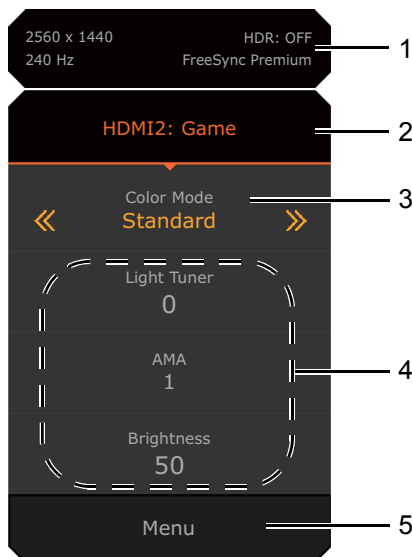 2560 x 1440 HDR: OFF
240 Hz FreeSync Premium
1
HDMI2: Game
2
Color Mode
Standard
3
Light Tuner
0
AMA
1
4
Brightness
50
Menu
5